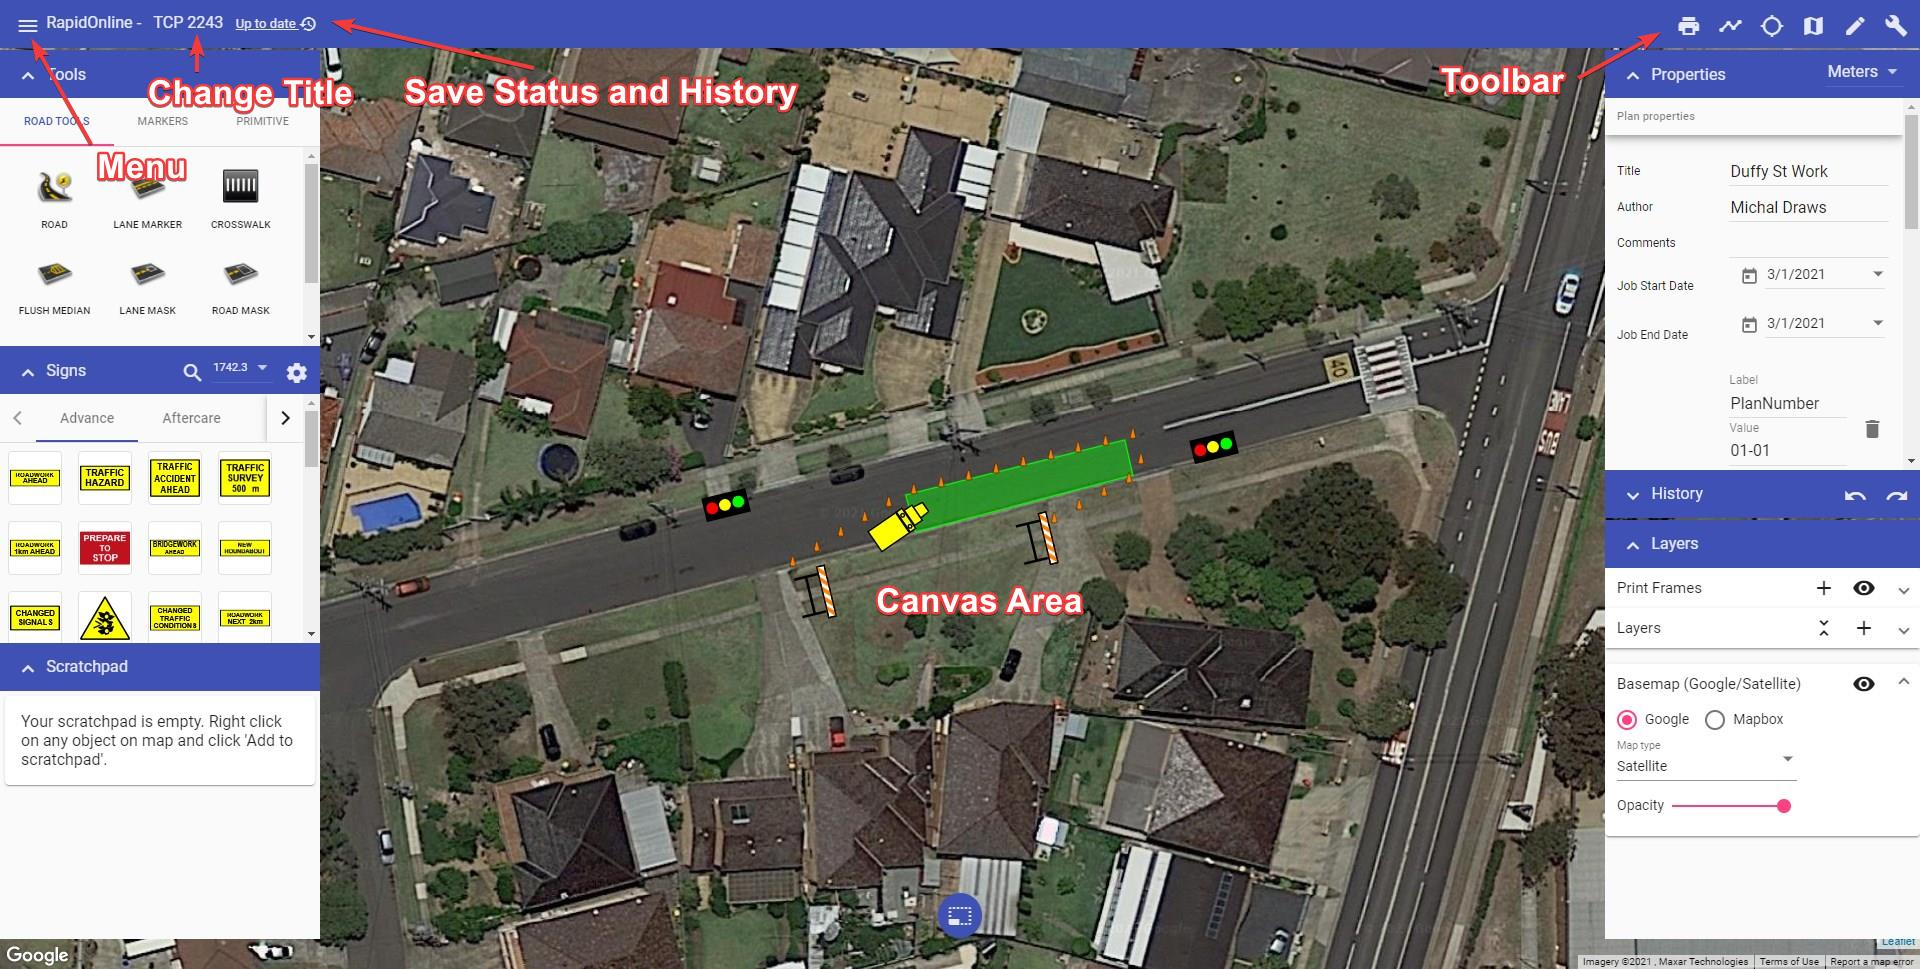 RapidOnline - TCP 2243 Up to date
Change Title
Save Status and History
Toolbar
Menu
Canvas Area
Tools
ROAD TOOLS MARKERS PRIMITIVE
ROAD LANE MARKER CROSSWALK
FLUSH MEDIAN LANE MASK ROAD MASK
Signs 1742.3
Advance Aftercare
ROADWORK
AHEAD
TRAFFIC
HAZARD
TRAFFIC
ACCIDENT
AHEAD
TRAFFIC
SURVEY
500 m
ROADWORK
1km AHEAD
PREPARE
TO
STOP
BRIDGEWORK
AHEAD
NEW
ROUNDABOUT
CHANGED
SIGNALS
CHANGED
TRAFFIC
CONDITIONS
ROADWORK
NEXT 2km
Scratchpad
Your scratchpad is empty. Right click
on any object on map and click 'Add to
scratchpad'.
Google
40
BUS
LANE
Properties Meters
Plan properties
Title Duffy St Work
Author Michal Draws
Comments
Job Start Date 3/1/2021
Job End Date 3/1/2021
Label
PlanNumber
Value
01-01
History
Layers
Print Frames
Layers
Basemap (Google/Satellite)
Google Mapbox
Map type
Satellite
Opacity
Leaflet
Imagery ©2021 , Maxar Technologies Terms of Use Report a map error